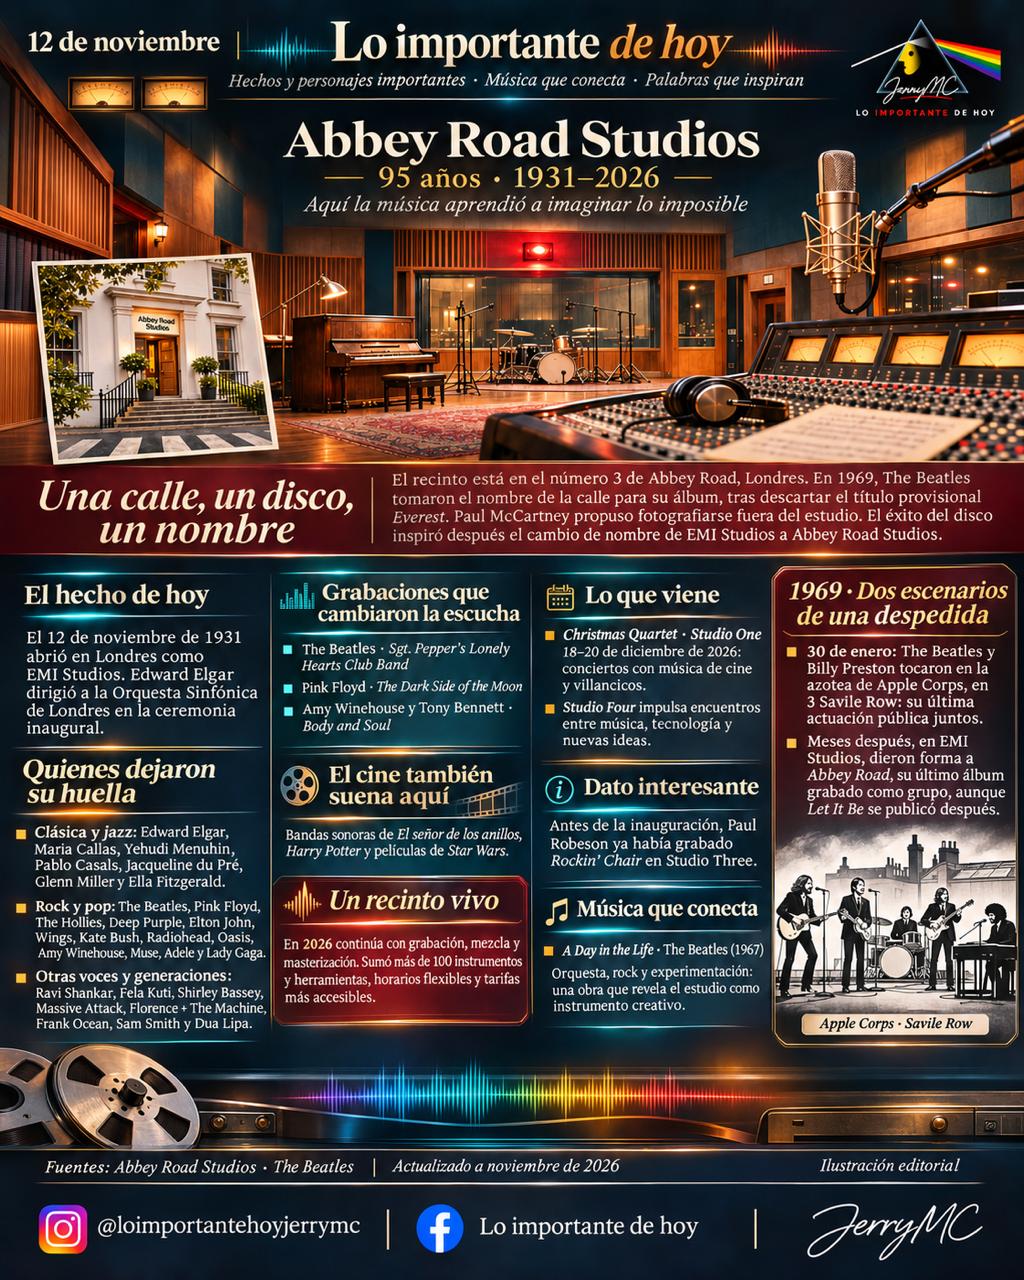 12 de noviembre
Lo importante de hoy
Hechos y personajes importantes · Música que conecta · Palabras que inspiran
JerryMC
LO IMPORTANTE DE HOY
Abbey Road Studios
95 años · 1931–2026
Aquí la música aprendió a imaginar lo imposible
Abbey Road
Studios
Una calle, un disco,
un nombre
El recinto está en el número 3 de Abbey Road, Londres. En 1969, The Beatles
tomaron el nombre de la calle para su álbum, tras descartar el título provisional
Everest. Paul McCartney propuso fotografiarse fuera del estudio. El éxito del disco
inspiró después el cambio de nombre de EMI Studios a Abbey Road Studios.
El hecho de hoy
El 12 de noviembre de 1931
abrió en Londres como
EMI Studios. Edward Elgar
dirigió a la Orquesta Sinfónica
de Londres en la ceremonia
inaugural.
Quienes dejaron
su huella
Clásica y jazz: Edward Elgar,
Maria Callas, Yehudi Menuhin,
Pablo Casals, Jacqueline du Pré,
Glenn Miller y Ella Fitzgerald.
Rock y pop: The Beatles, Pink Floyd,
The Hollies, Deep Purple, Elton John,
Wings, Kate Bush, Radiohead, Oasis,
Amy Winehouse, Muse, Adele y Lady Gaga.
Otras voces y generaciones:
Ravi Shankar, Fela Kuti, Shirley Bassey,
Massive Attack, Florence + The Machine,
Frank Ocean, Sam Smith y Dua Lipa.
Grabaciones que
cambiaron la escucha
The Beatles · Sgt. Pepper's Lonely
Hearts Club Band
Pink Floyd · The Dark Side of the Moon
Amy Winehouse y Tony Bennett ·
Body and Soul
El cine también
suena aquí
Bandas sonoras de El señor de los anillos,
Harry Potter y películas de Star Wars.
Un recinto vivo
En 2026 continúa con grabación, mezcla y
masterización. Sumó más de 100 instrumentos
y herramientas, horarios flexibles y tarifas
más accesibles.
Lo que viene
Christmas Quartet · Studio One
18–20 de diciembre de 2026:
conciertos con música de cine
y villancicos.
Studio Four impulsa encuentros
entre música, tecnología y
nuevas ideas.
Dato interesante
Antes de la inauguración, Paul
Robeson ya había grabado
Rockin' Chair en Studio Three.
Música que conecta
A Day in the Life · The Beatles (1967)
Orquesta, rock y experimentación:
una obra que revela el estudio como
instrumento creativo.
1969 · Dos escenarios
de una despedida
30 de enero: The Beatles y
Billy Preston tocaron en la
azotea de Apple Corps, en
3 Savile Row: su última
actuación pública juntos.
Meses después, en EMI
Studios, dieron forma a
Abbey Road, su último álbum
grabado como grupo, aunque
Let It Be se publicó después.
Apple Corps · Savile Row
Fuentes: Abbey Road Studios · The Beatles | Actualizado a noviembre de 2026
Ilustración editorial
@loimportantehoyjerrymc
Lo importante de hoy
JerryMC